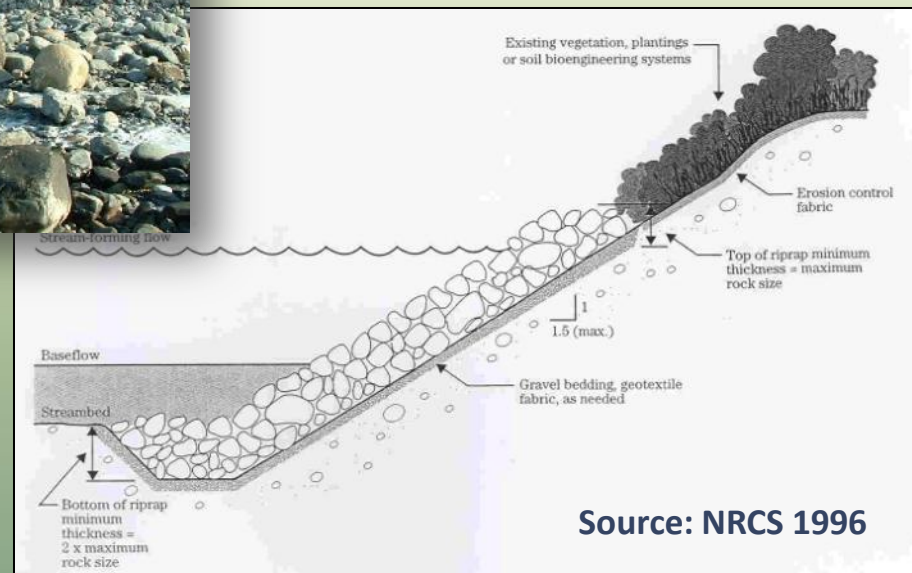 Existing vegetation, plantings
or soil bioengineering systems
Erosion control
fabric
Stream-forming flow
Top of riprap minimum
thickness = maximum
rock size
1
1.5 (max.)
Baseflow
Gravel bedding, geotextile
fabric, as needed
Streambed
Bottom of riprap
minimum
thickness =
2 x maximum
rock size
Source: NRCS 1996